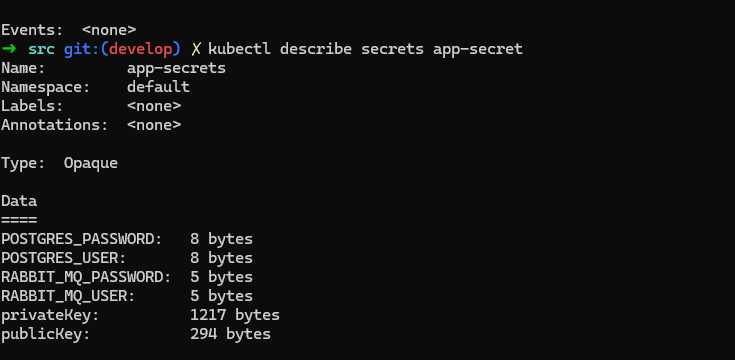 Events:  <none>
➜  src git:(develop) ✗ kubectl describe secrets app-secret
Name:         app-secrets
Namespace:    default
Labels:       <none>
Annotations:  <none>

Type:  Opaque

Data
====
POSTGRES_PASSWORD:   8 bytes
POSTGRES_USER:       8 bytes
RABBIT_MQ_PASSWORD:  5 bytes
RABBIT_MQ_USER:      5 bytes
privateKey:          1217 bytes
publicKey:           294 bytes